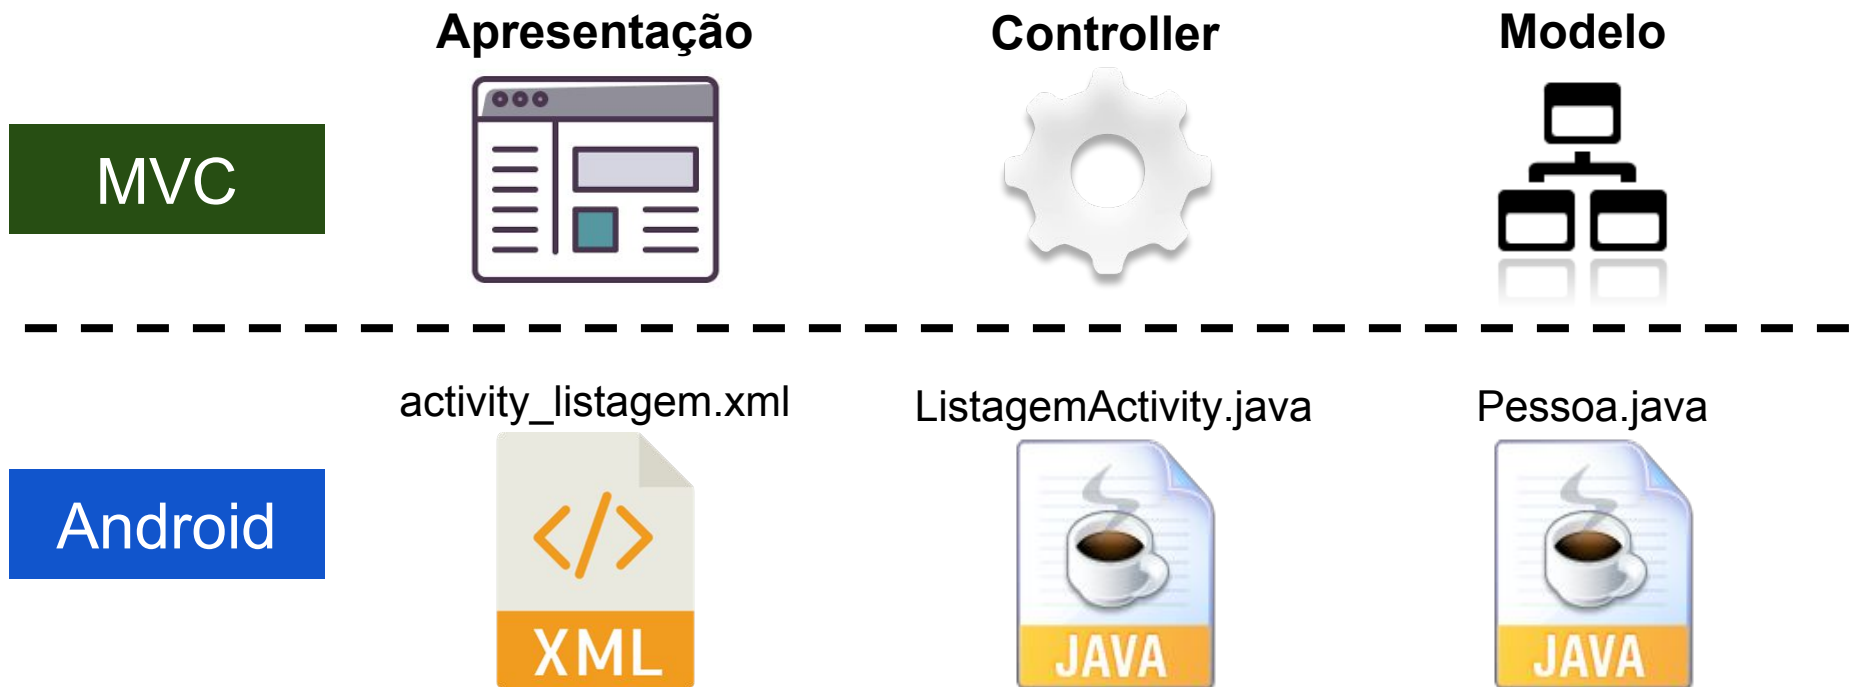 Apresentação
Controller
Modelo
MVC
activity_listagem.xml
ListagemActivity.java
Pessoa.java
Android
</>
XML
JAVA
JAVA